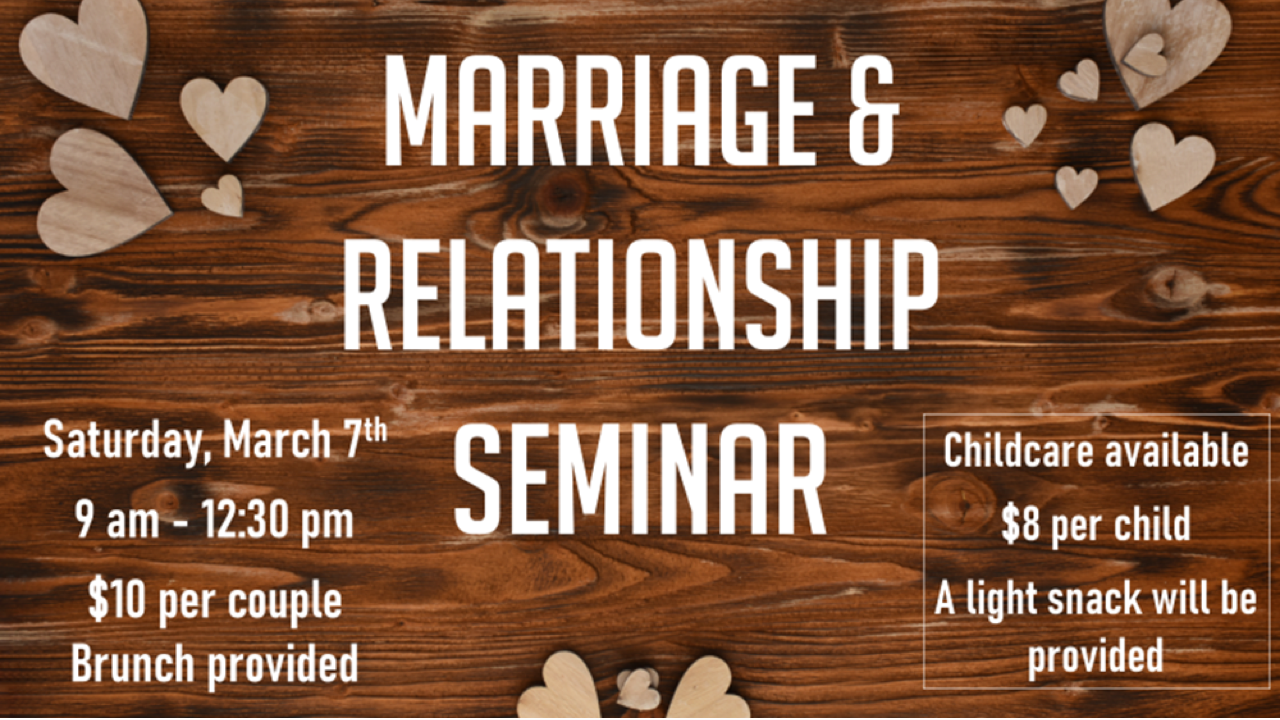 MARRIAGE &
RELATIONSHIP
SEMINAR
Saturday, March 7th
9 am - 12:30 pm
$10 per couple
Brunch provided
Childcare available
$8 per child
A light snack will be
provided